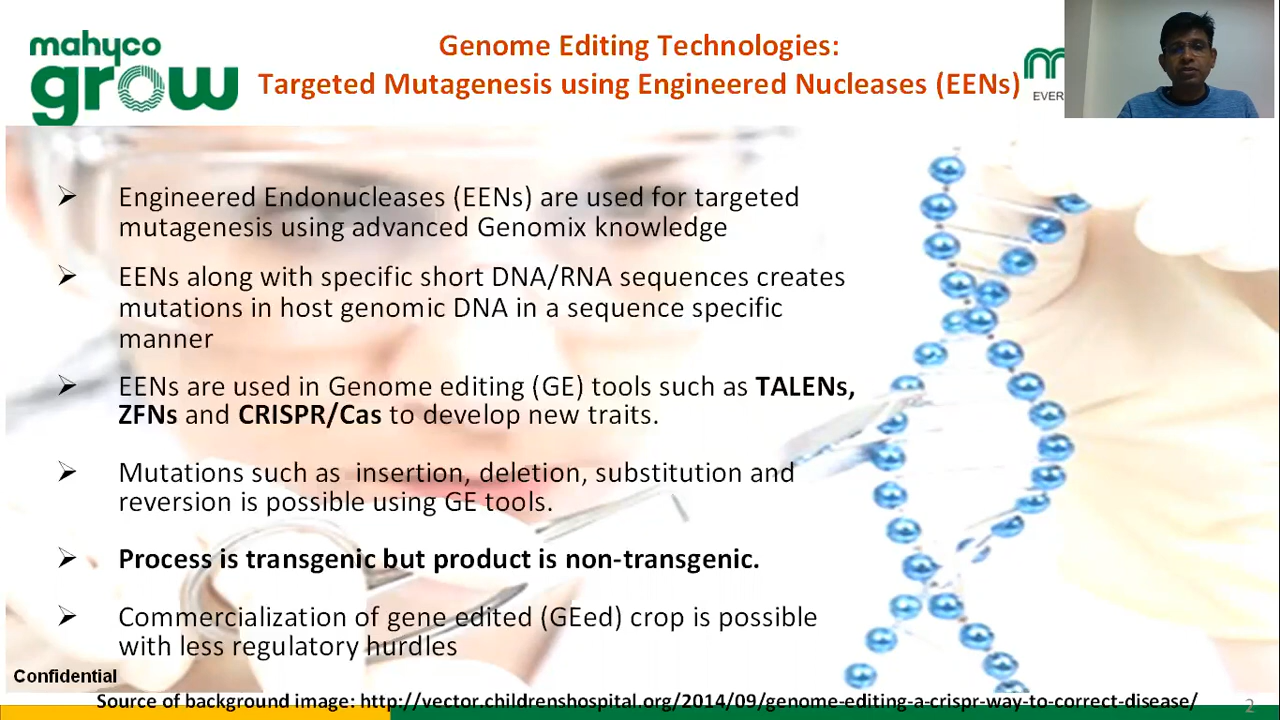 mahyco
grow
Genome Editing Technologies:
Targeted Mutagenesis using Engineered Nucleases (EENs)
EVER
➢ Engineered Endonucleases (EENs) are used for targeted
mutagenesis using advanced Genomix knowledge
➢ EENs along with specific short DNA/RNA sequences creates
mutations in host genomic DNA in a sequence specific
manner
➢ EENs are used in Genome editing (GE) tools such as TALENs,
ZFNs and CRISPR/Cas to develop new traits.
➢ Mutations such as insertion, deletion, substitution and
reversion is possible using GE tools.
➢ Process is transgenic but product is non-transgenic.
➢ Commercialization of gene edited (GEed) crop is possible
with less regulatory hurdles
Confidential
Source of background image: http://vector.childrenshospital.org/2014/09/genome-editing-a-crispr-way-to-correct-disease/
2